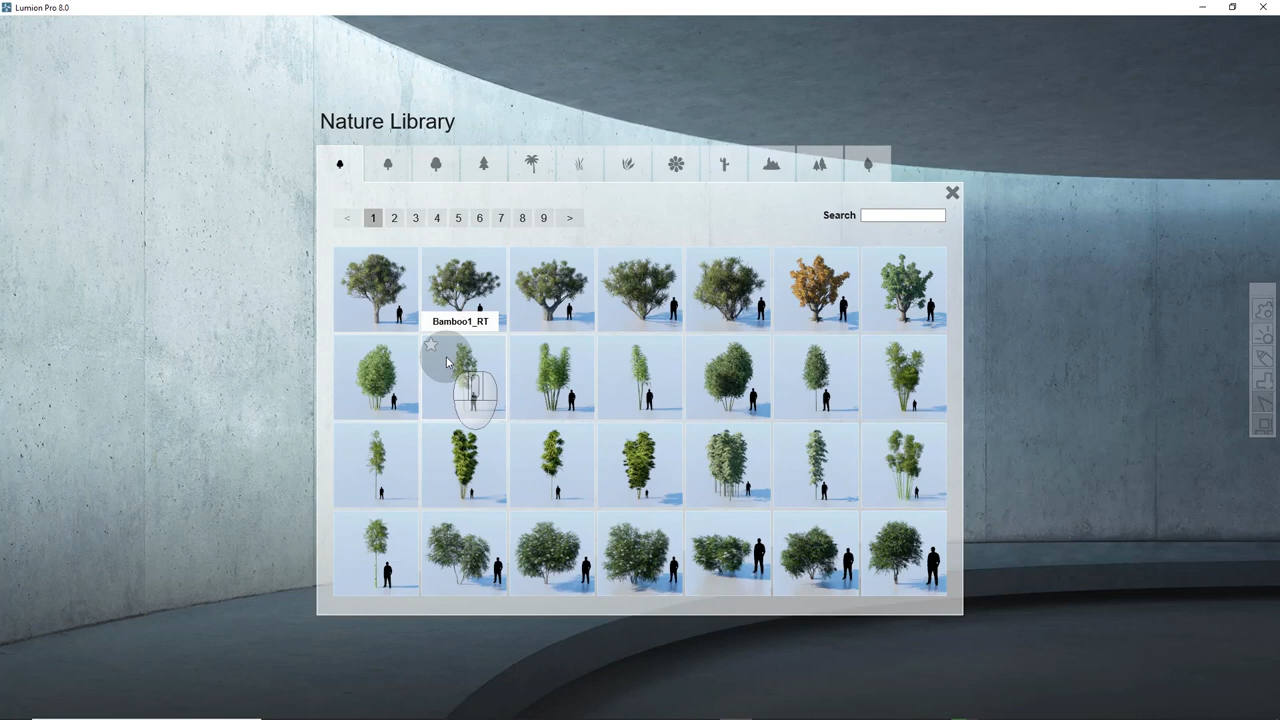 Lumion Pro 8.0
Nature Library
< 1 2 3 4 5 6 7 8 9 >
Search
Bamboo1_RT